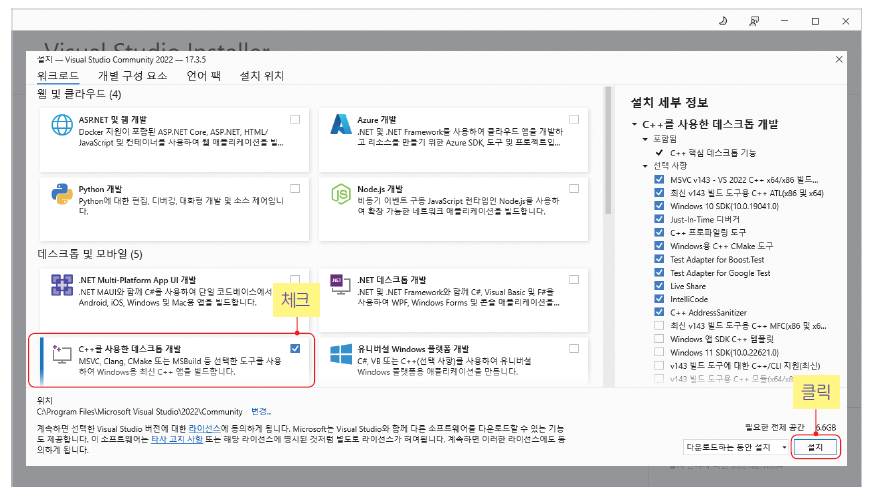 Visual Studio Installer
설치 — Visual Studio Community 2022 — 17.3.5
워크로드 개별 구성 요소 언어 팩 설치 위치
웹 및 클라우드 (4)
ASP.NET 및 웹 개발
Docker 지원이 포함된 ASP.NET Core, ASP.NET, HTML/
JavaScript 및 컨테이너를 사용하여 웹 애플리케이션을 빌...
Azure 개발
.NET 및 .NET Framework를 사용하여 클라우드 앱을 개발하
고 리소스를 만들기 위한 Azure SDK, 도구 및 프로젝트입...
Python 개발
Python에 대한 편집, 디버깅, 대화형 개발 및 소스 제어입니
다.
Node.js 개발
비동기 이벤트 구동 JavaScript 런타임인 Node.js를 사용하
여 확장 가능한 네트워크 애플리케이션을 빌드합니다.
데스크톱 및 모바일 (5)
.NET Multi-Platform App UI 개발
.NET MAUI와 함께 C#을 사용하여 단일 코드베이스에서
Android, iOS, Windows 및 Mac용 앱을 빌드합니다.
.NET 데스크톱 개발
.NET 및 .NET Framework와 함께 C#, Visual Basic 및 F#을
사용하여 WPF, Windows Forms 및 콘솔 애플리케이션을...
체크
C++를 사용한 데스크톱 개발
MSVC, Clang, CMake 또는 MSBuild 등 선택한 도구를 사용
하여 Windows용 최신 C++ 앱을 빌드합니다.
유니버설 Windows 플랫폼 개발
C#, VB 또는 C++(선택 사항)를 사용하여 유니버설
Windows 플랫폼용 애플리케이션을 만듭니다.
설치 세부 정보
C++를 사용한 데스크톱 개발
포함됨
C++ 핵심 데스크톱 기능
선택 사항
MSVC v143 - VS 2022 C++ x64/x86 빌드...
최신 v143 빌드 도구용 C++ ATL(x86 및 x64)
Windows 10 SDK(10.0.19041.0)
Just-In-Time 디버거
C++ 프로파일링 도구
Windows용 C++ CMake 도구
Test Adapter for Boost.Test
Test Adapter for Google Test
Live Share
IntelliCode
C++ AddressSanitizer
최신 v143 빌드 도구용 C++ MFC(x86 및 x6...
Windows 앱 SDK C++ 템플릿
Windows 11 SDK(10.0.22621.0)
v143 빌드 도구에 대한 C++/CLI 지원(최신)
v143 빌드 도구용 C++ 모듈(x64/x8
클릭
위치
C:\Program Files\Microsoft Visual Studio\2022\Community 변경...
계속하면 선택한 Visual Studio 버전에 대한 라이선스에 동의하게 됩니다. Microsoft는 Visual Studio와 함께 다른 소프트웨어를 다운로드할 수 있는 기능
도 제공합니다. 이 소프트웨어는 타사 고지 사항 또는 해당 라이선스에 명시된 것처럼 별도로 라이선스가 허여됩니다. 계속하면 이러한 라이선스에도 동
의하게 됩니다.
필요한 전체 공간 6.6GB
다운로드하는 동안 설치 설치